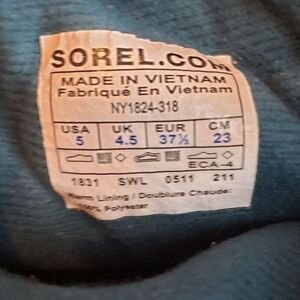 SOREL.COM
MADE IN VIETNAM
Fabriqué En Vietnam
NY1824-318
USA UK EUR CM
5 4.5 37½ 23
ECA-4
1831 SWL 0511 211
Warm Lining / Doublure Chaude:
100% Polyester